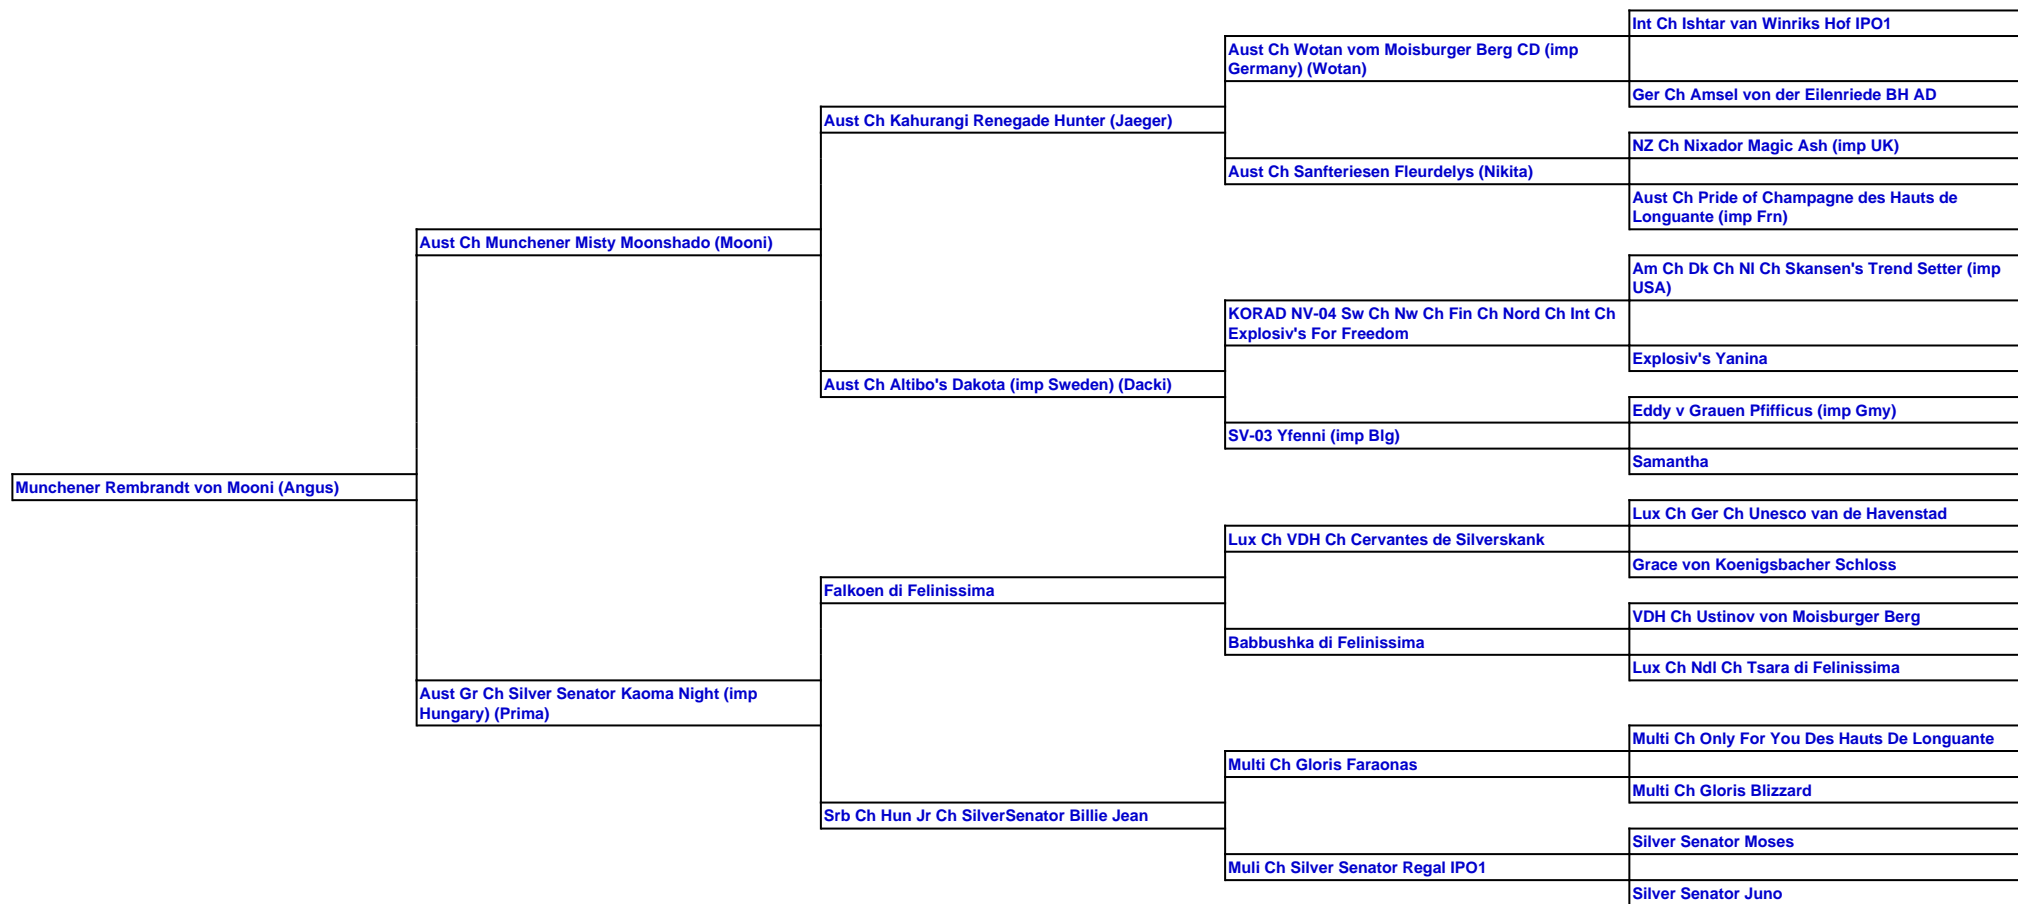 Int Ch Ishtar van Winriks Hof IPO1
Aust Ch Wotan vom Moisburger Berg CD (imp
Germany) (Wotan)
Ger Ch Amsel von der Eilenriede BH AD
Aust Ch Kahurangi Renegade Hunter (Jaeger)
NZ Ch Nixador Magic Ash (imp UK)
Aust Ch Sanfteriesen Fleurdelys (Nikita)
Aust Ch Pride of Champagne des Hauts de
Longuante (imp Frn)
Aust Ch Munchener Misty Moonshado (Mooni)
Am Ch Dk Ch Nl Ch Skansen's Trend Setter (imp
USA)
KORAD NV-04 Sw Ch Nw Ch Fin Ch Nord Ch Int Ch
Explosiv's For Freedom
Explosiv's Yanina
Aust Ch Altibo's Dakota (imp Sweden) (Dacki)
Eddy v Grauen Pfifficus (imp Gmy)
SV-03 Yfenni (imp Blg)
Samantha
Munchener Rembrandt von Mooni (Angus)
Lux Ch Ger Ch Unesco van de Havenstad
Lux Ch VDH Ch Cervantes de Silverskank
Grace von Koenigsbacher Schloss
Falkoen di Felinissima
VDH Ch Ustinov von Moisburger Berg
Babbushka di Felinissima
Lux Ch Ndl Ch Tsara di Felinissima
Aust Gr Ch Silver Senator Kaoma Night (imp
Hungary) (Prima)
Multi Ch Only For You Des Hauts De Longuante
Multi Ch Gloris Faraonas
Multi Ch Gloris Blizzard
Srb Ch Hun Jr Ch SilverSenator Billie Jean
Silver Senator Moses
Muli Ch Silver Senator Regal IPO1
Silver Senator Juno